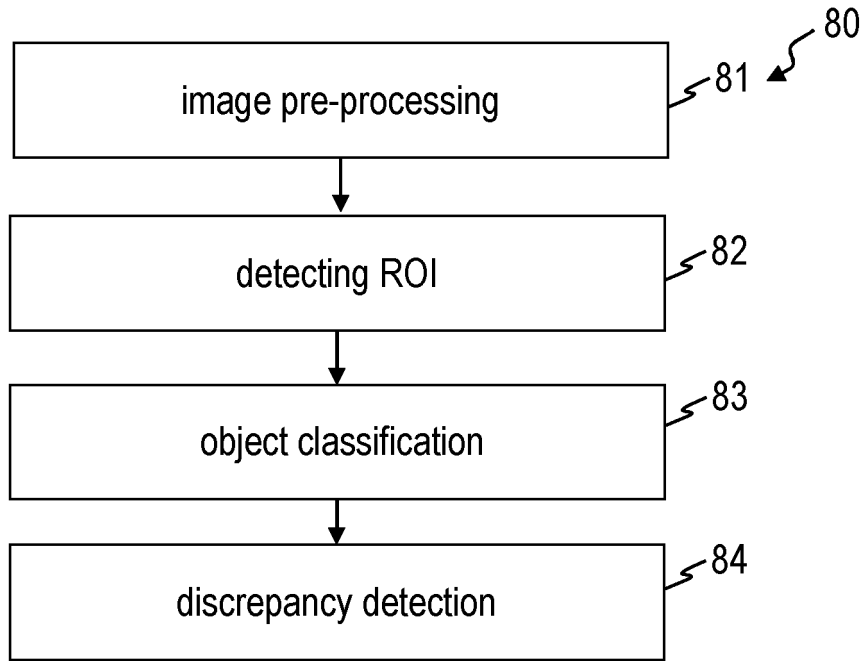 80
image pre-processing
81
detecting ROI
82
object classification
83
discrepancy detection
84